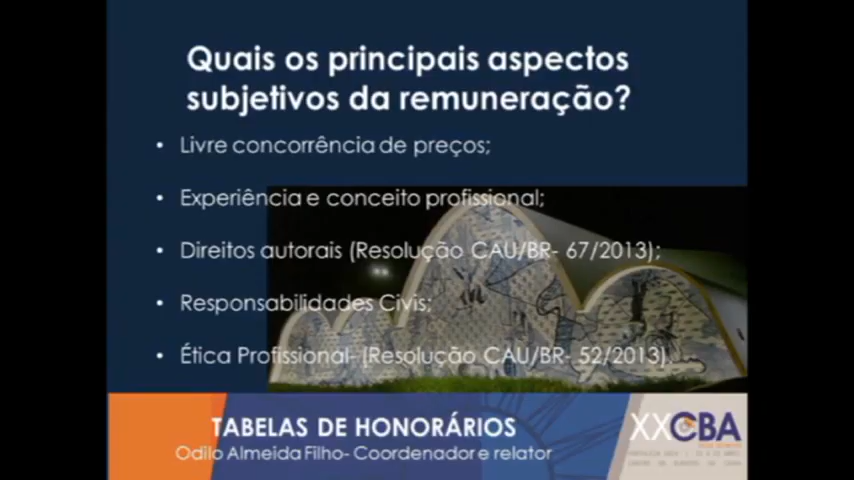 Quais os principais aspectos
subjetivos da remuneração?
• Livre concorrência de preços;
• Experiência e conceito profissional;
• Direitos autorais (Resolução CAU/BR- 67/2013);
• Responsabilidades Civis;
• Ética Profissional- (Resolução CAU/BR- 52/2013)
TABELAS DE HONORÁRIOS
Odilo Almeida Filho- Coordenador e relator
XXCBA